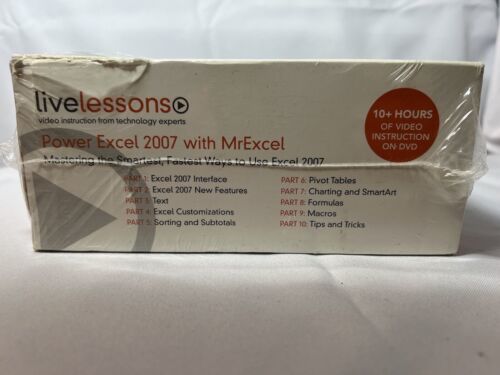 livelessons
video instruction from technology experts
10+ HOURS
OF VIDEO
INSTRUCTION
ON DVD
Power Excel 2007 with MrExcel
Mastering the Smartest, Fastest Ways to Use Excel 2007
PART 1: Excel 2007 Interface
PART 2: Excel 2007 New Features
PART 3: Text
PART 4: Excel Customizations
PART 5: Sorting and Subtotals
PART 6: Pivot Tables
PART 7: Charting and SmartArt
PART 8: Formulas
PART 9: Macros
PART 10: Tips and Tricks